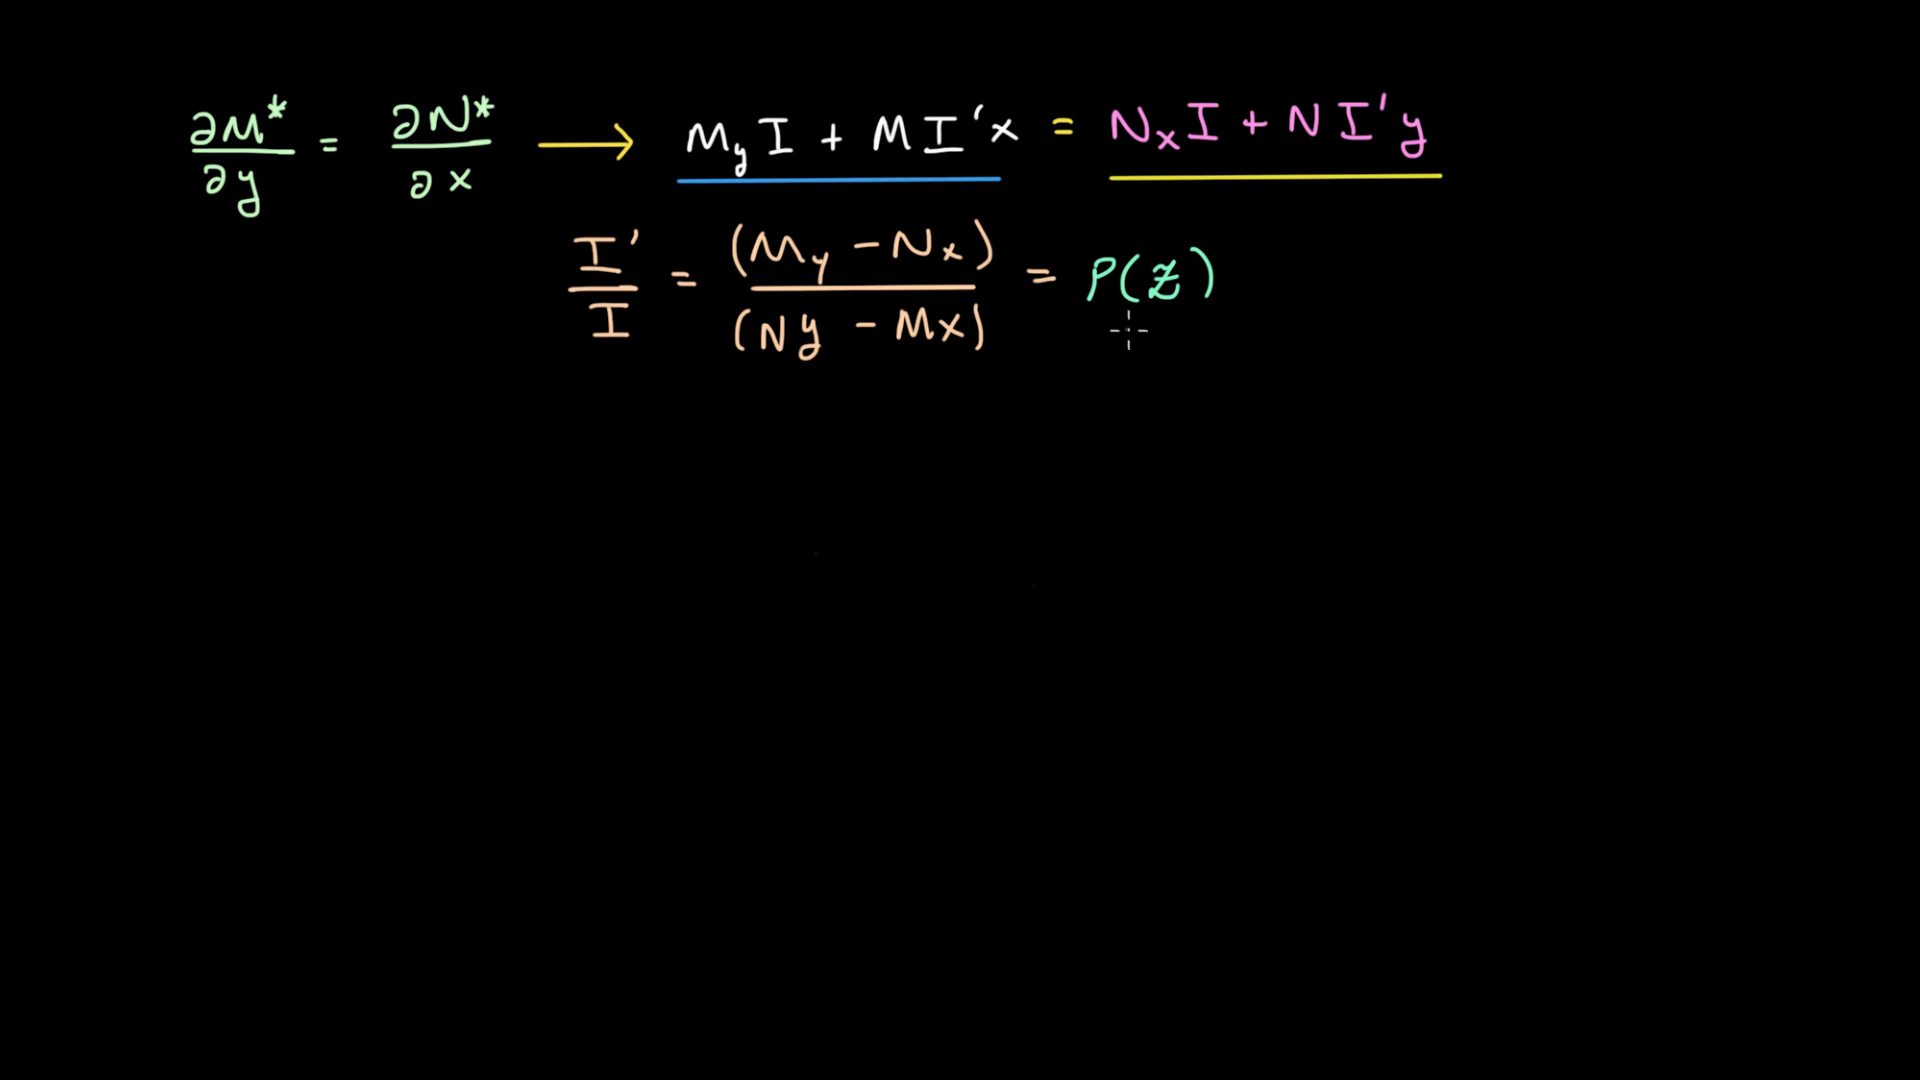 ∂M*/∂y = ∂N*/∂x → M_y I + M I'x = N_x I + N I'y
I'/I = (M_y - N_x)/(Ny - Mx) = P(z)